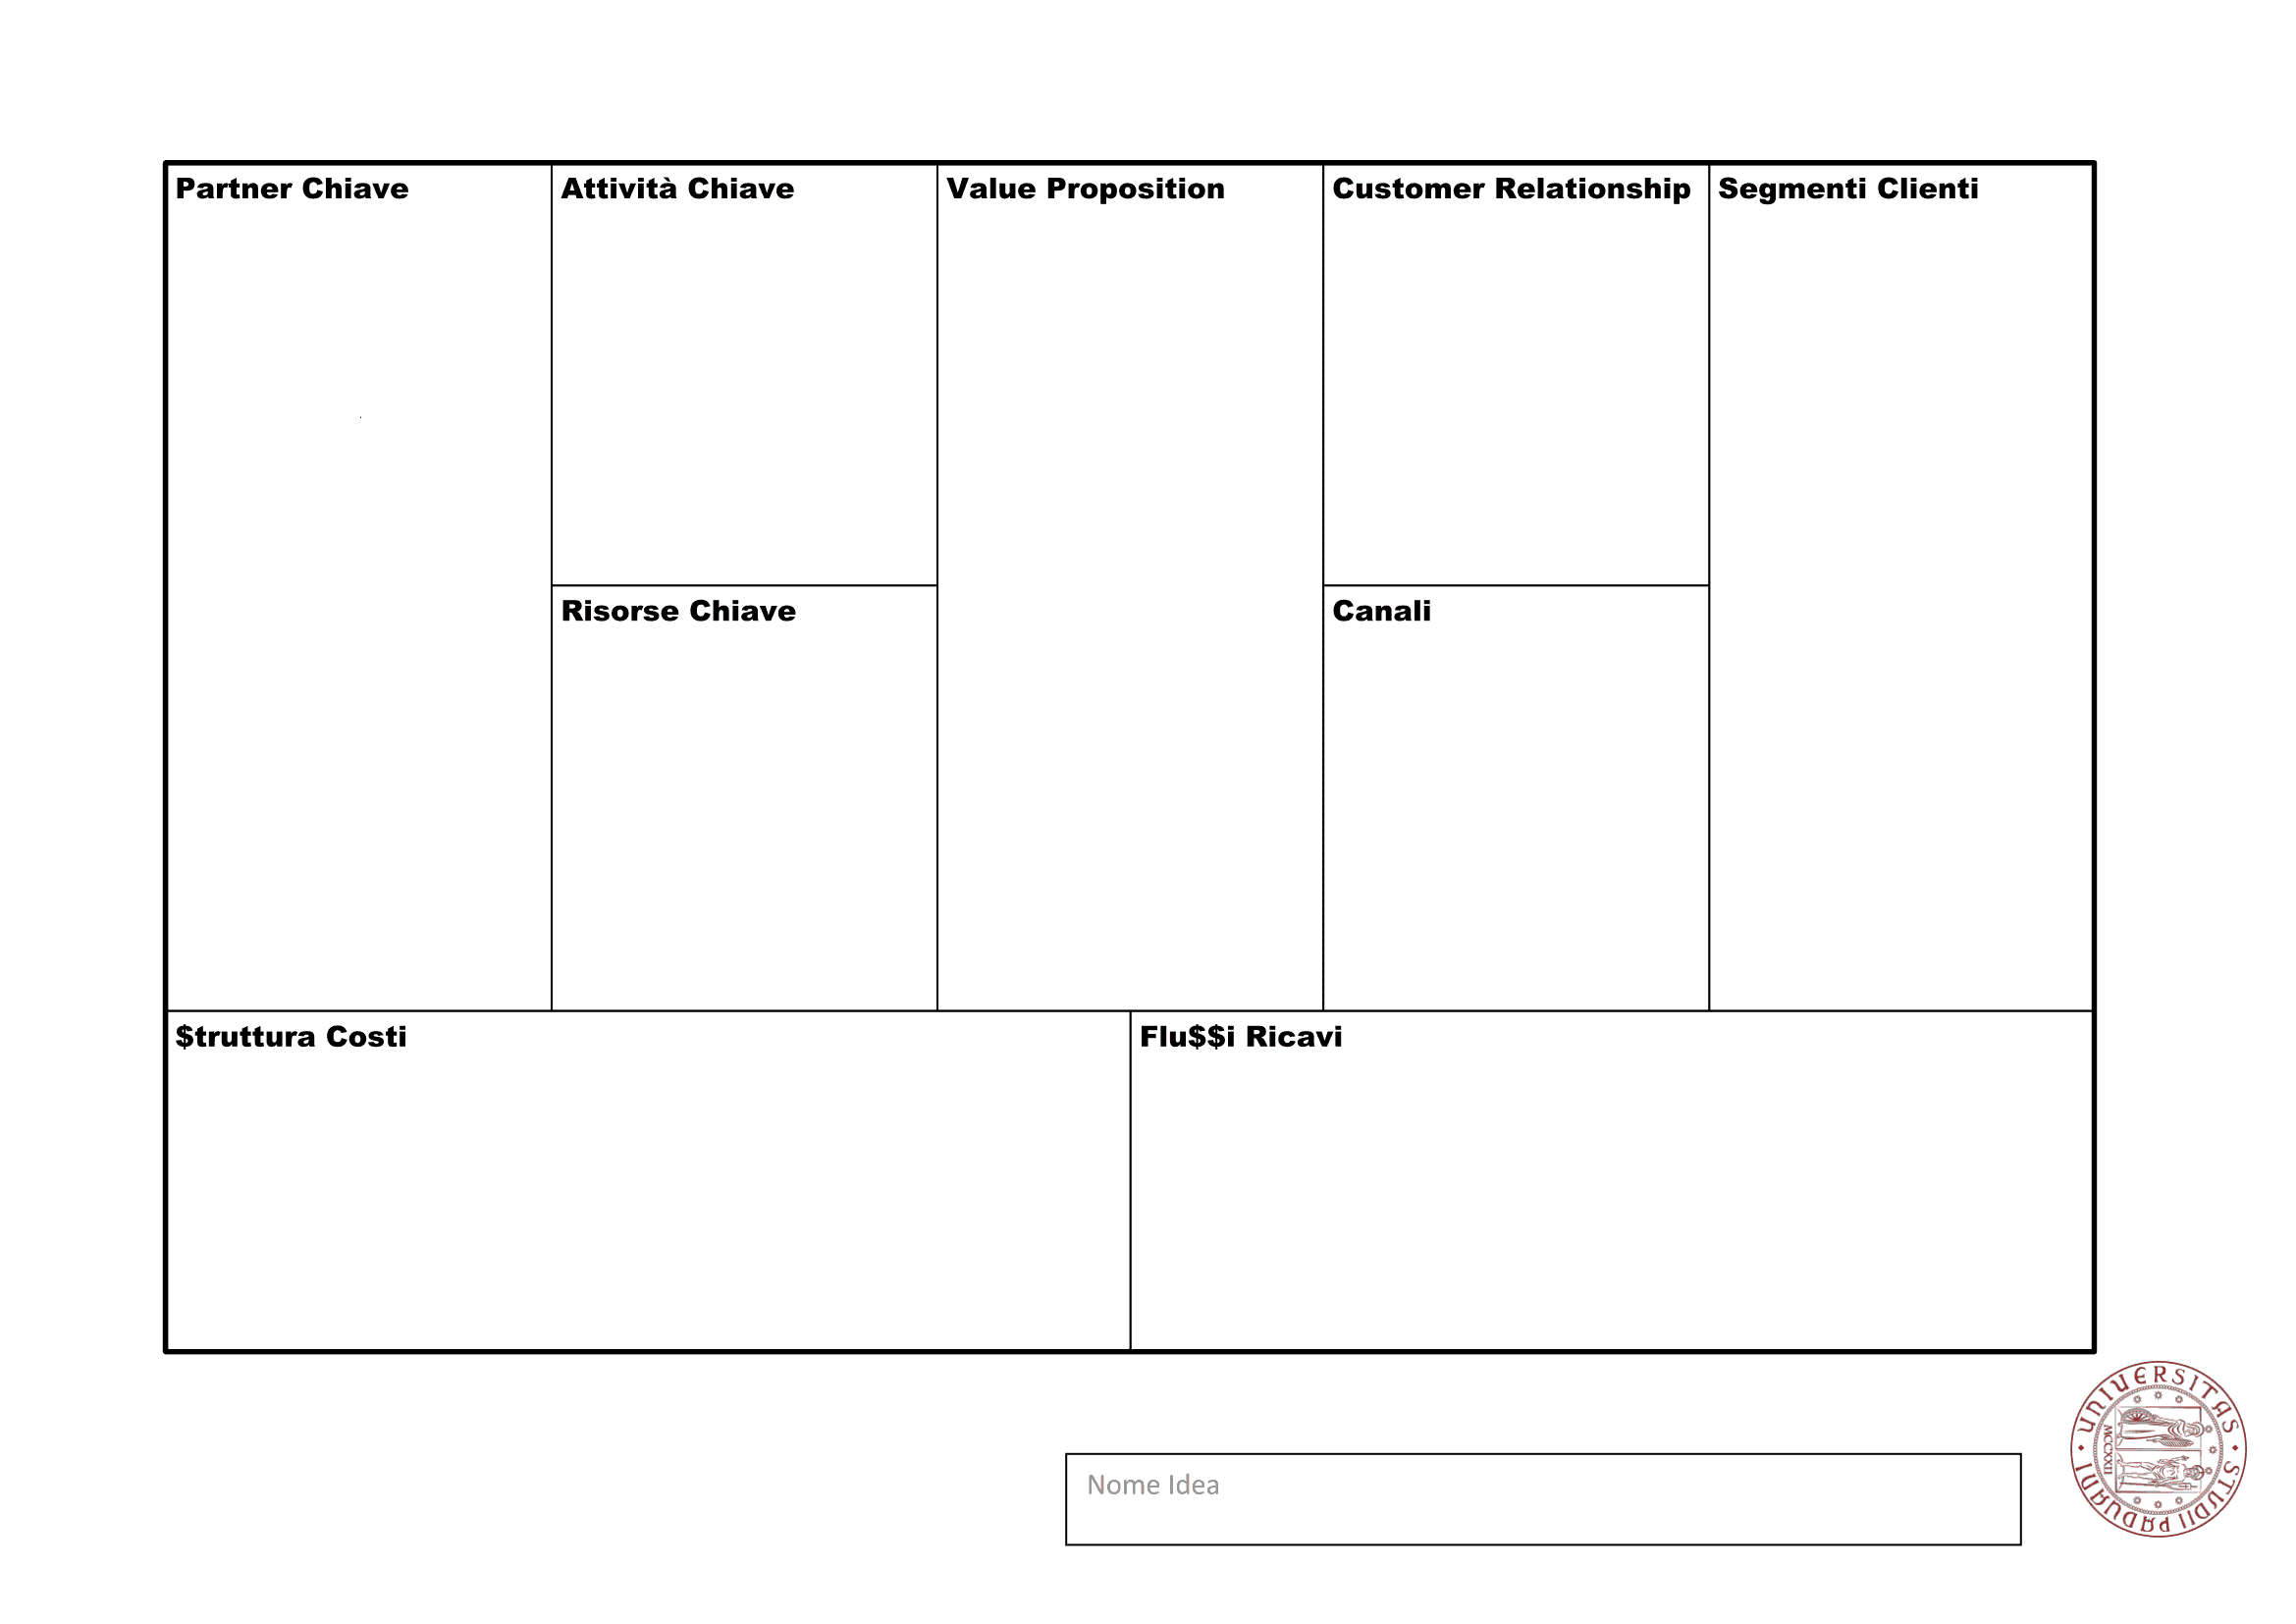 Partner Chiave
Attività Chiave
Value Proposition
Customer Relationship
Segmenti Clienti
Risorse Chiave
Canali
$truttura Costi
Flu$$i Ricavi
Nome Idea
UNIVERSITAS STUDII PADUANI
MCCXXII